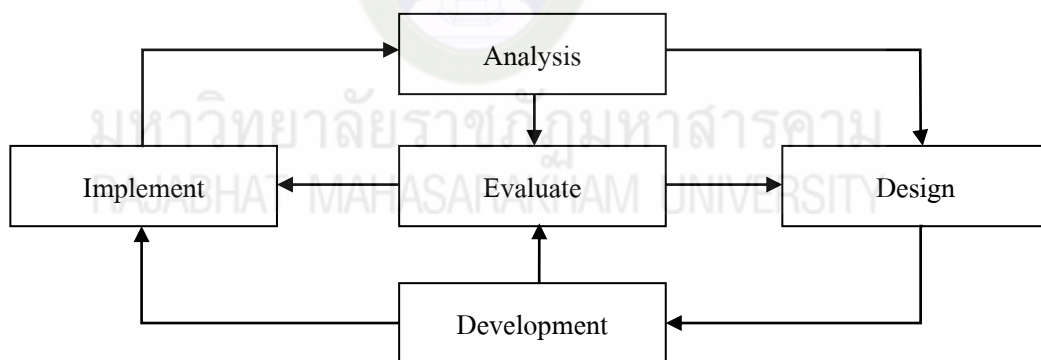 Analysis
มหาวิทยาลัยราชภัฏมหาสารคาม
Implement
Evaluate
Design
RAJABHAT MAHASARAKHAM UNIVERSITY
Development